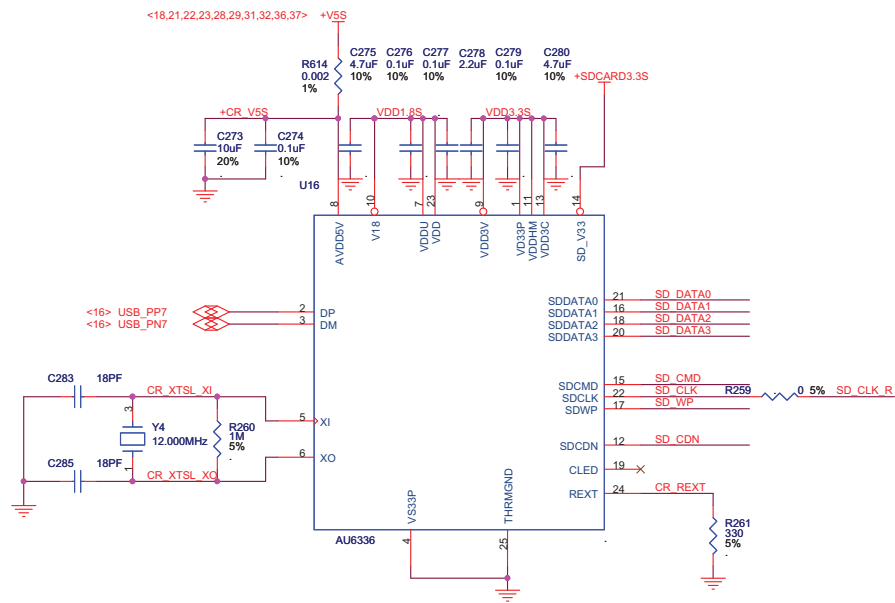 <18,21,22,23,28,29,31,32,36,37> +V5S
R614
0.002
1%
C275
4.7uF
10%
C276
0.1uF
10%
C277
0.1uF
10%
C278
2.2uF
C279
0.1uF
10%
C280
4.7uF
10%
+SDCARD3.3S
+CR_V5S
VDD1.8S
VDD3.3S
C273
10uF
20%
C274
0.1uF
10%
U16
8
10
7
23
9
1
11
13
14
AVDD5V
V18
VDDU
VDD
VDD3V
VD33P
VDDHM
VDD3C
SD_V33
<16> USB_PP7
2
DP
<16> USB_PN7
3
DM
SDDATA0
21
SD_DATA0
SDDATA1
16
SD_DATA1
SDDATA2
18
SD_DATA2
SDDATA3
20
SD_DATA3
SDCMD
15
SD_CMD
SDCLK
22
SD_CLK
R259
0
5%
SD_CLK_R
SDWP
17
SD_WP
SDCDN
12
SD_CDN
CLED
19
REXT
24
CR_REXT
R261
330
5%
C283
18PF
CR_XTSL_XI
3
Y4
12.000MHz
1
R260
1M
5%
5
XI
6
XO
C285
18PF
CR_XTSL_XO
VS33P
THRMGND
4
25
AU6336